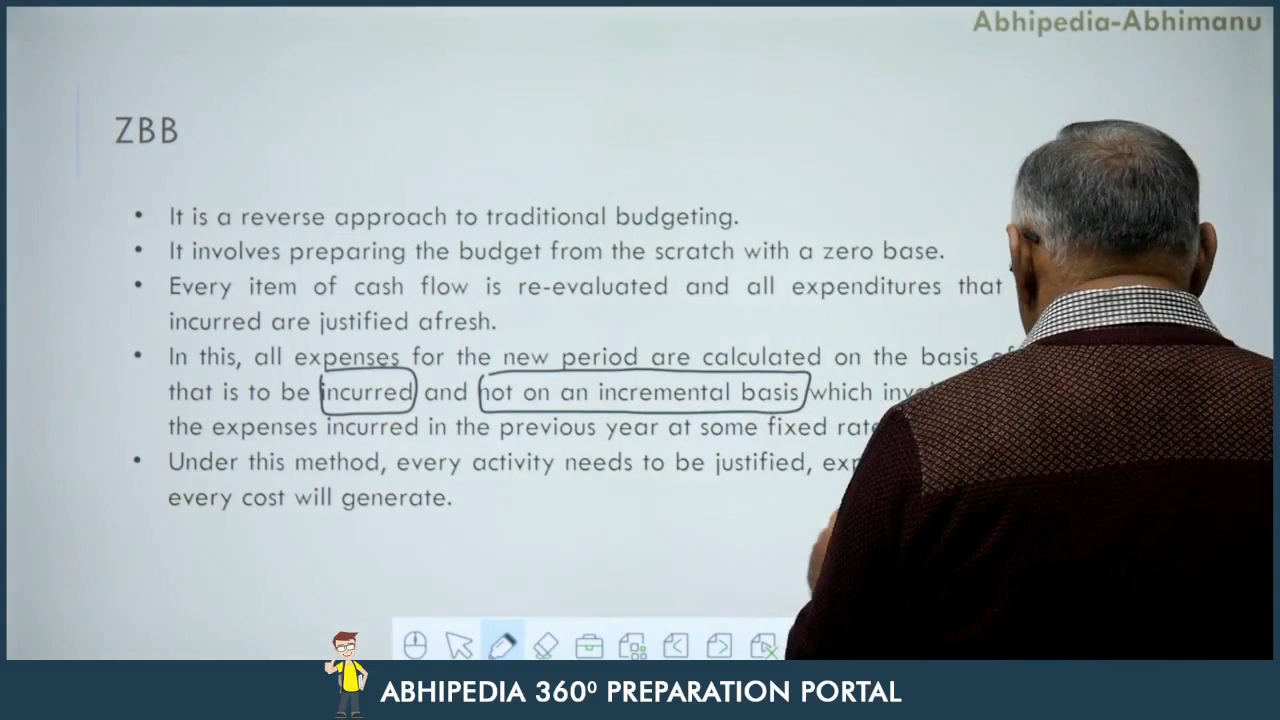 Abhipedia-Abhimanu
ZBB
• It is a reverse approach to traditional budgeting.
• It involves preparing the budget from the scratch with a zero base.
• Every item of cash flow is re-evaluated and all expenditures that
incurred are justified afresh.
• In this, all expenses for the new period are calculated on the basis of
that is to be incurred and not on an incremental basis which
the expenses incurred in the previous year at some fixed
• Under this method, every activity needs to be justified,
every cost will generate.
ABHIPEDIA 360⁰ PREPARATION PORTAL